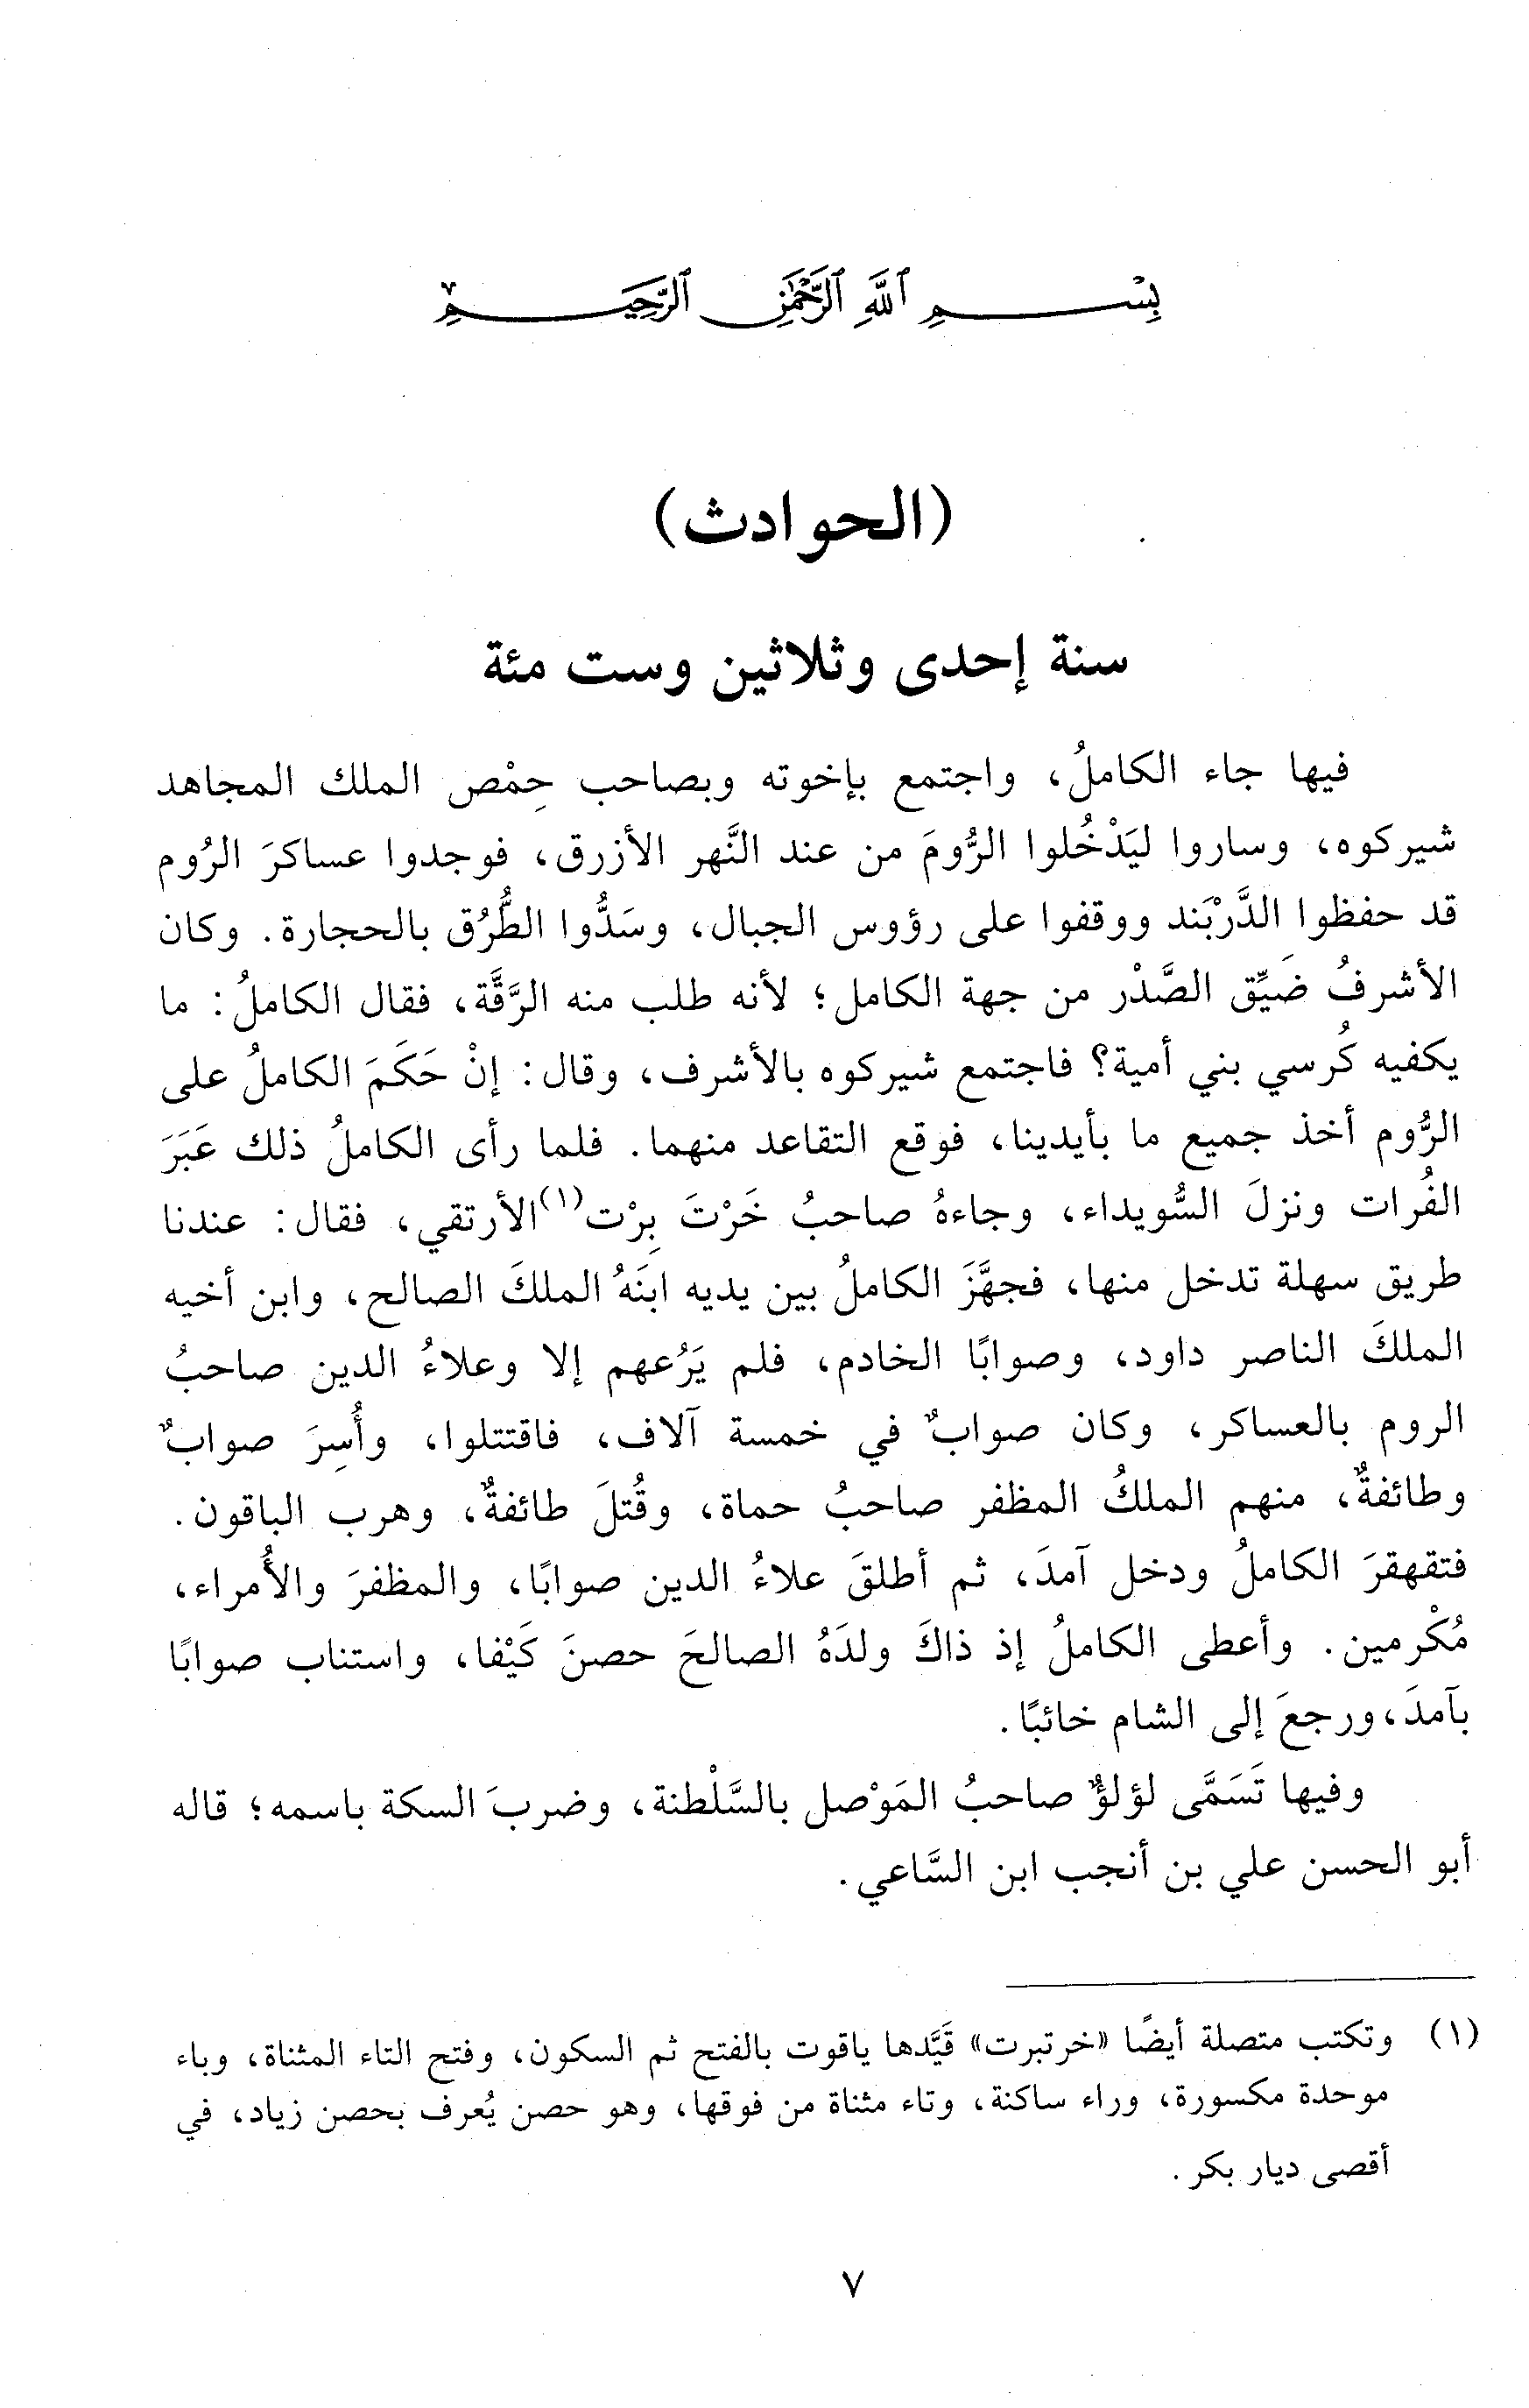 بِسْمِ ٱللَّهِ ٱلرَّحْمَٰنِ ٱلرَّحِيمِ
(الحوادث)
سنة إحدى وثلاثين وست مئة
فيها جاء الكاملُ، واجتمع بإخوته وبصاحب حِمْص الملك المجاهد
شيركوه، وساروا ليَدْخُلوا الرُّومَ من عند النَّهر الأزرق، فوجدوا عساكرَ الرُوم
قد حفظوا الدَّرْبَند ووقفوا على رؤوس الجبال، وسَدُّوا الطُّرُق بالحجارة. وكان
الأشرفُ ضَيِّق الصَّدْر من جهة الكامل؛ لأنه طلب منه الرَّقَّة، فقال الكاملُ: ما
يكفيه كُرسي بني أمية؟ فاجتمع شيركوه بالأشرف، وقال: إنْ حَكَمَ الكاملُ على
الرُّوم أخذ جميع ما بأيدينا، فوقع التقاعد منهما. فلما رأى الكاملُ ذلك عَبَرَ
الفُرات ونزلَ السُّويداء، وجاءهُ صاحبُ خَرْتَ بِرْت(١) الأرتقي، فقال: عندنا
طريق سهلة تدخل منها، فجهَّزَ الكاملُ بين يديه ابنَهُ الملكَ الصالح، وابن أخيه
الملكَ الناصر داود، وصوابًا الخادم، فلم يَرُعهم إلا وعلاءُ الدين صاحبُ
الروم بالعساكر، وكان صوابٌ في خمسة آلاف، فاقتتلوا، وأُسِرَ صوابٌ
وطائفةٌ، منهم الملكُ المظفر صاحبُ حماة، وقُتلَ طائفةٌ، وهرب الباقون.
فتقهقرَ الكاملُ ودخل آمدَ، ثم أطلقَ علاءُ الدين صوابًا، والمظفرَ والأُمراء،
مُكْرمين. وأعطى الكاملُ إذ ذاكَ ولدَهُ الصالحَ حصنَ كَيْفا، واستناب صوابًا
بآمدَ، ورجعَ إلى الشام خائبًا.
وفيها تَسَمَّى لؤلؤٌ صاحبُ المَوْصل بالسَّلْطنة، وضربَ السكة باسمه؛ قاله
أبو الحسن علي بن أنجب ابن السَّاعي.
(١) وتكتب متصلة أيضًا «خرتبرت» قَيَّدها ياقوت بالفتح ثم السكون، وفتح التاء المثناة، وباء
موحدة مكسورة، وراء ساكنة، وتاء مثناة من فوقها، وهو حصن يُعرف بحصن زياد، في
أقصى ديار بكر.
٧